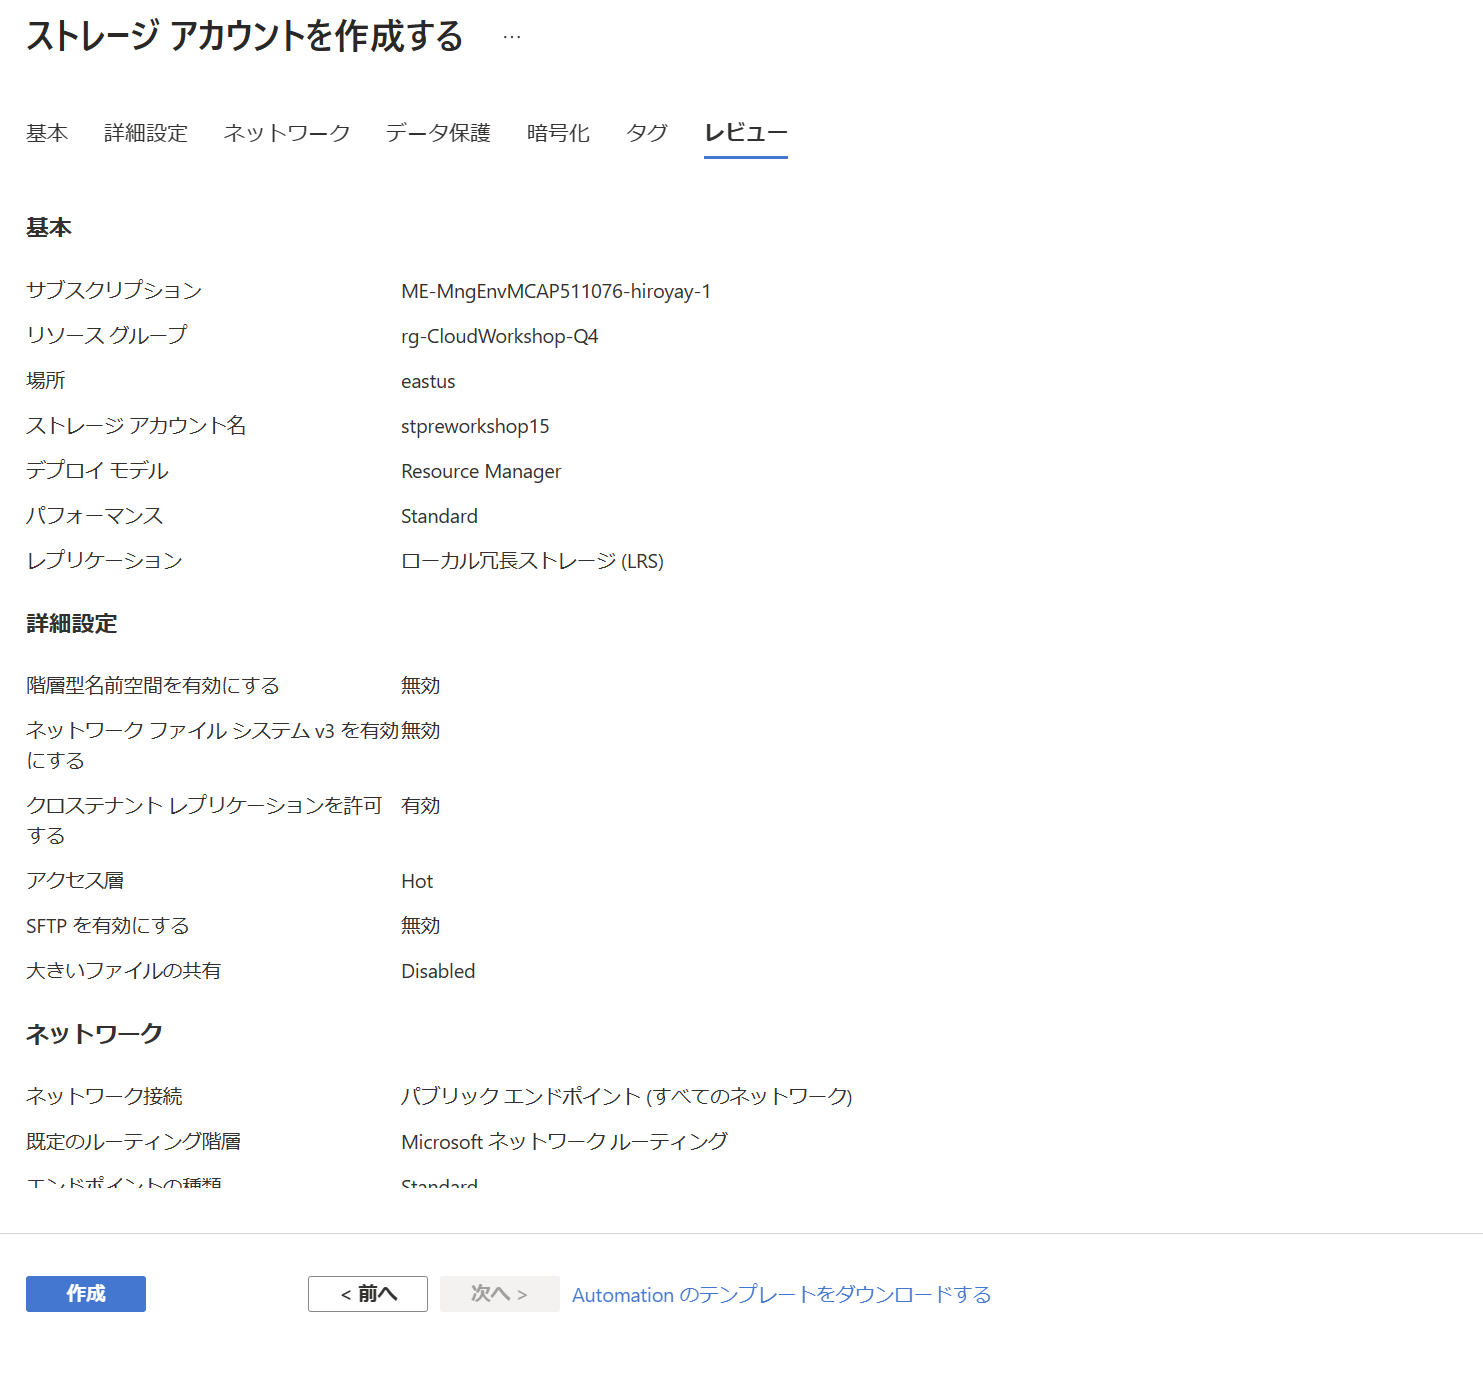 ストレージ アカウントを作成する ...
基本 詳細設定 ネットワーク データ保護 暗号化 タグ レビュー
基本
サブスクリプション ME-MngEnvMCAP511076-hiroyay-1
リソース グループ rg-CloudWorkshop-Q4
場所 eastus
ストレージ アカウント名 stpreworkshop15
デプロイ モデル Resource Manager
パフォーマンス Standard
レプリケーション ローカル冗長ストレージ (LRS)
詳細設定
階層型名前空間を有効にする 無効
ネットワーク ファイル システム v3 を有効 無効
にする
クロステナント レプリケーションを許可 有効
する
アクセス層 Hot
SFTP を有効にする 無効
大きいファイルの共有 Disabled
ネットワーク
ネットワーク接続 パブリック エンドポイント (すべてのネットワーク)
既定のルーティング階層 Microsoft ネットワーク ルーティング
エンドポイントの種類 Standard
作成 < 前へ 次へ > Automation のテンプレートをダウンロードする